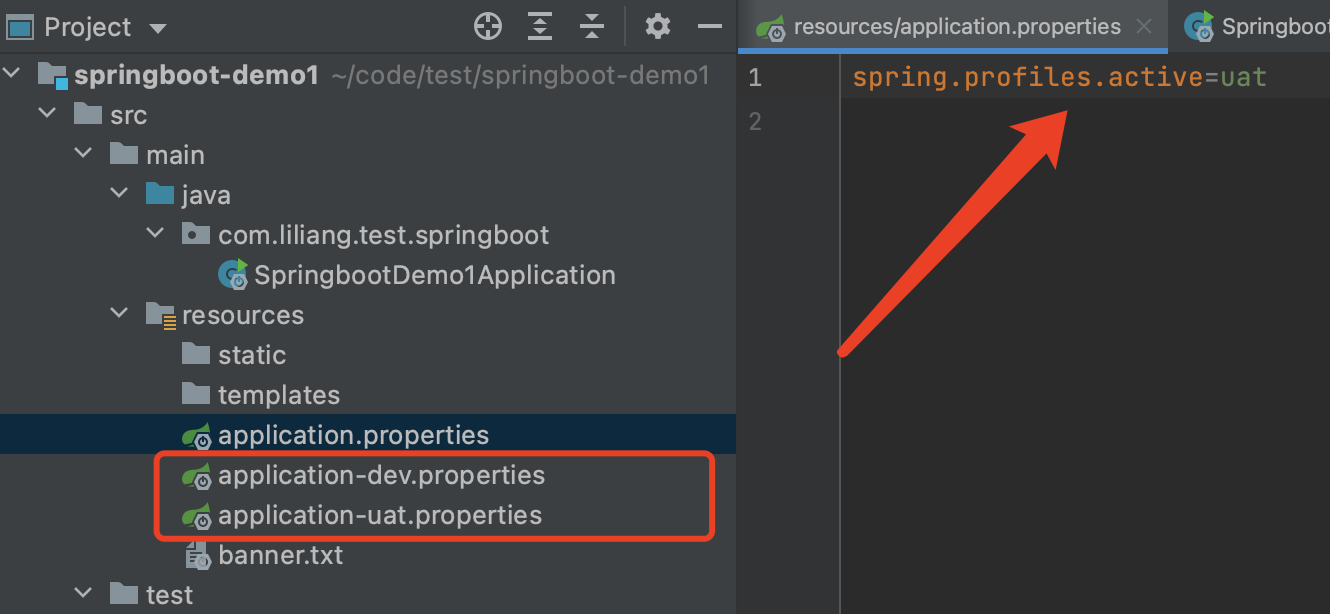 Project
springboot-demo1 ~/code/test/springboot-demo1
src
main
java
com.liliang.test.springboot
SpringbootDemo1Application
resources
static
templates
application.properties
application-dev.properties
application-uat.properties
banner.txt
test
resources/application.properties
Springboot
1 spring.profiles.active=uat
2